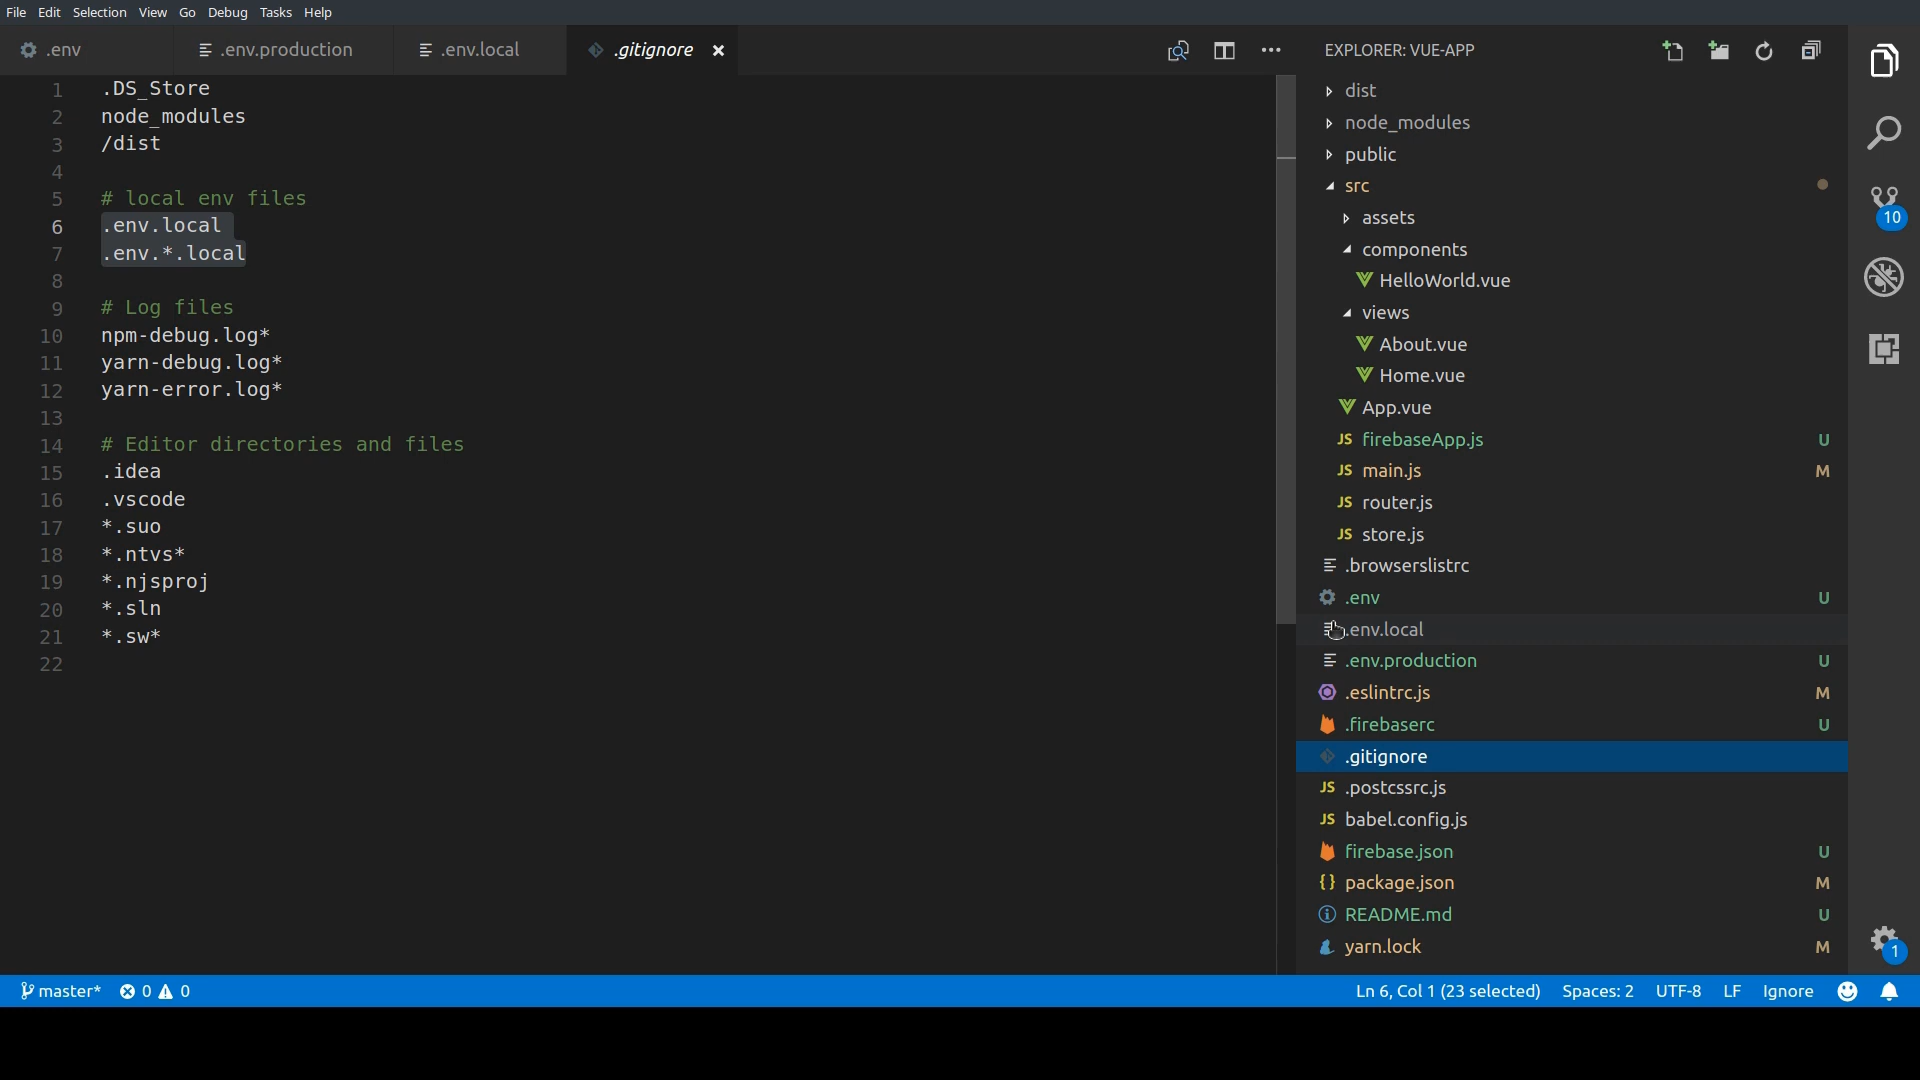 File Edit Selection View Go Debug Tasks Help
.env .env.production .env.local .gitignore
EXPLORER: VUE-APP
1 .DS_Store
2 node_modules
3 /dist
4
5 # local env files
6 .env.local
7 .env.*.local
8
9 # Log files
10 npm-debug.log*
11 yarn-debug.log*
12 yarn-error.log*
13
14 # Editor directories and files
15 .idea
16 .vscode
17 *.suo
18 *.ntvs*
19 *.njsproj
20 *.sln
21 *.sw*
22
dist
node_modules
public
src
assets
components
HelloWorld.vue
views
About.vue
Home.vue
App.vue
JS firebaseApp.js U
JS main.js M
JS router.js
JS store.js
.browserslistrc
.env U
.env.local
.env.production U
.eslintrc.js M
.firebaserc U
.gitignore
JS .postcssrc.js
JS babel.config.js
firebase.json U
{} package.json M
README.md U
yarn.lock M
10
1
master* 0 0 Ln 6, Col 1 (23 selected) Spaces: 2 UTF-8 LF Ignore